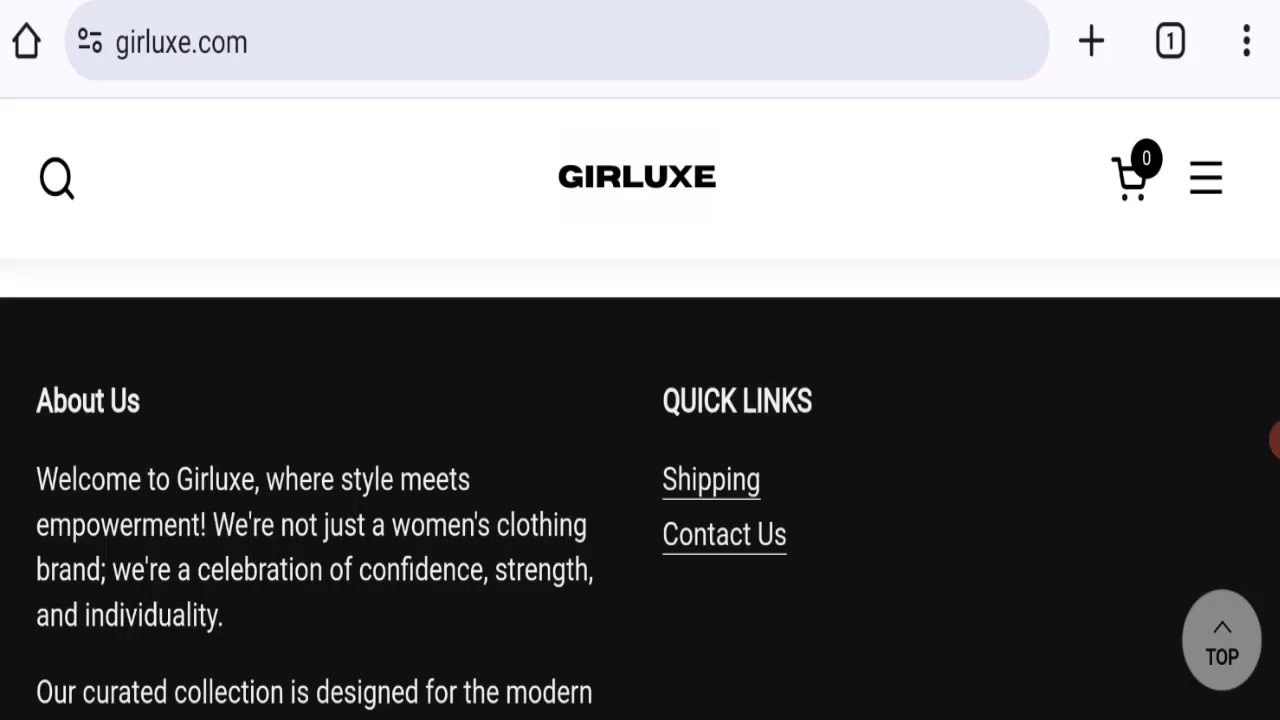 girluxe.com
1
GIRLUXE
0
About Us
Welcome to Girluxe, where style meets
empowerment! We're not just a women's clothing
brand; we're a celebration of confidence, strength,
and individuality.
Our curated collection is designed for the modern
QUICK LINKS
Shipping
Contact Us
TOP